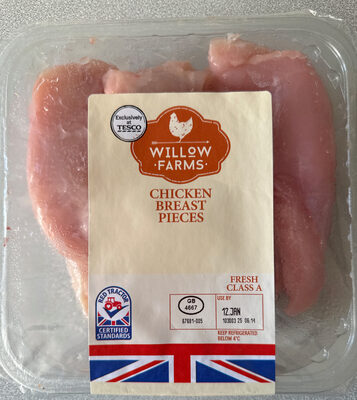 Exclusively
at
TESCO
WILLOW
FARMS
CHICKEN
BREAST
PIECES
FRESH
CLASS A
RED TRACTOR
CERTIFIED
STANDARDS
GB
4667
USE BY
12 JAN
KEEP REFRIGERATED
BELOW 4°C